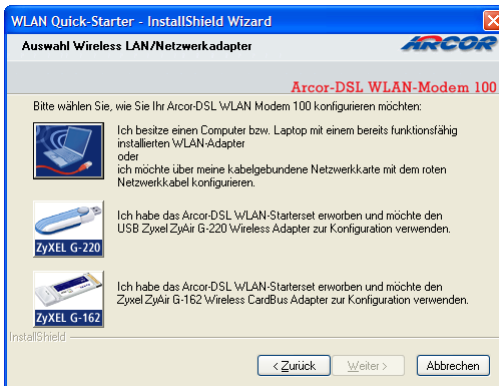 WLAN Quick-Starter - InstallShield Wizard
Auswahl Wireless LAN/Netzwerkadapter
ARCOR
Arcor-DSL WLAN-Modem 100
Bitte wählen Sie, wie Sie Ihr Arcor-DSL WLAN Modem 100 konfigurieren möchten:
Ich besitze einen Computer bzw. Laptop mit einem bereits funktionsfähig
installierten WLAN-Adapter
oder
ich möchte über meine kabelgebundene Netzwerkkarte mit dem roten
Netzwerkkabel konfigurieren.
ZyXEL G-220
Ich habe das Arcor-DSL WLAN-Starterset erworben und möchte den
USB Zyxel ZyAir G-220 Wireless Adapter zur Konfiguration verwenden.
ZyXEL G-162
Ich habe das Arcor-DSL WLAN-Starterset erworben und möchte den
Zyxel ZyAir G-162 Wireless CardBus Adapter zur Konfiguration verwenden.
InstallShield
< Zurück
Weiter >
Abbrechen